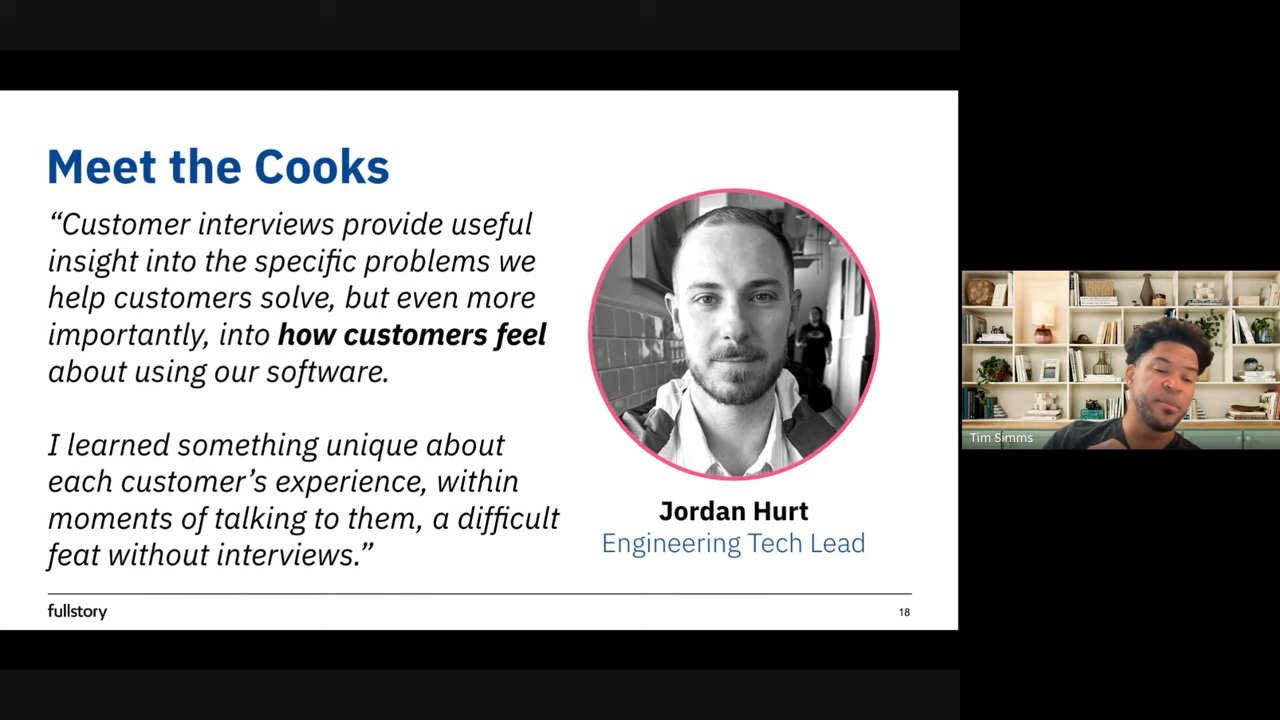 Meet the Cooks
“Customer interviews provide useful
insight into the specific problems we
help customers solve, but even more
importantly, into how customers feel
about using our software.
I learned something unique about
each customer’s experience, within
moments of talking to them, a difficult
feat without interviews.”
Jordan Hurt
Engineering Tech Lead
fullstory
18
Tim Simms